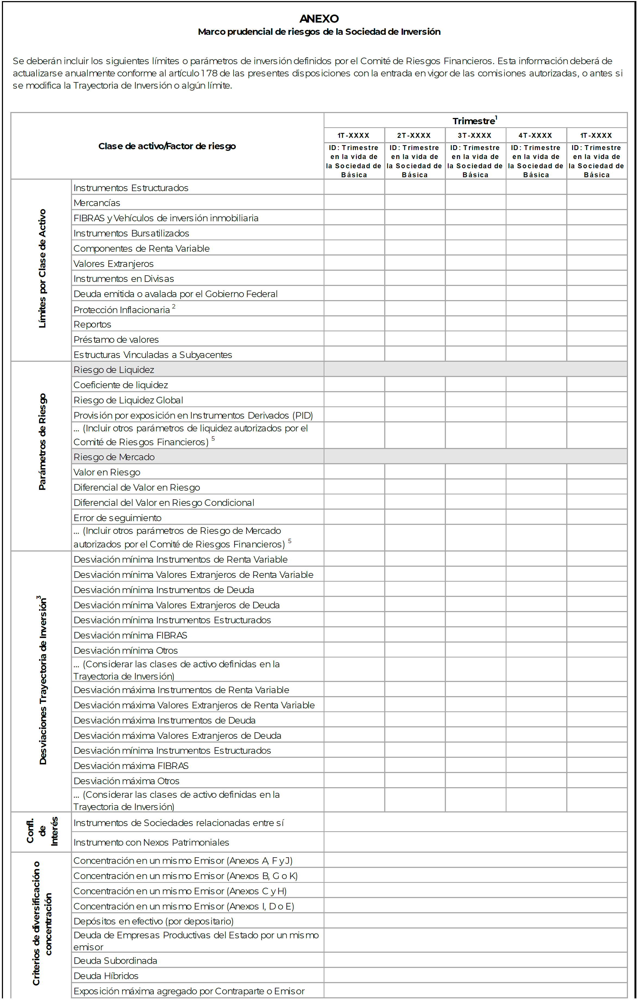 ANEXO
Marco prudencial de riesgos de la Sociedad de Inversión
Se deberán incluir los siguientes límites o parámetros de inversión definidos por el Comité de Riesgos Financieros. Esta información deberá de
actualizarse anualmente conforme al artículo 178 de las presentes disposiciones con la entrada en vigor de las comisiones autorizadas, o antes si
se modifica la Trayectoria de Inversión o algún límite.
Clase de activo/Factor de riesgo
Trimestre1
1T-XXXX 2T-XXXX 3T-XXXX 4T-XXXX 1T-XXXX
ID: Trimestre ID: Trimestre ID: Trimestre ID: Trimestre ID: Trimestre
en la vida de en la vida de en la vida de en la vida de en la vida de
la Sociedad de la Sociedad de la Sociedad de la Sociedad de la Sociedad de
Básica Básica Básica Básica Básica
Límites por Clase de Activo
Instrumentos Estructurados
Mercancías
FIBRAS y Vehículos de inversión inmobiliaria
Instrumentos Bursatilizados
Componentes de Renta Variable
Valores Extranjeros
Instrumentos en Divisas
Deuda emitida o avalada por el Gobierno Federal
Protección Inflacionaria 2
Reportos
Préstamo de valores
Estructuras Vinculadas a Subyacentes
Parámetros de Riesgo
Riesgo de Liquidez
Coeficiente de liquidez
Riesgo de Liquidez Global
Provisión por exposición en Instrumentos Derivados (PID)
... (Incluir otros parámetros de liquidez autorizados por el
Comité de Riesgos Financieros) 5
Riesgo de Mercado
Valor en Riesgo
Diferencial de Valor en Riesgo
Diferencial del Valor en Riesgo Condicional
Error de seguimiento
... (Incluir otros parámetros de Riesgo de Mercado
autorizados por el Comité de Riesgos Financieros) 5
Desviaciones Trayectoria de Inversión3
Desviación mínima Instrumentos de Renta Variable
Desviación mínima Valores Extranjeros de Renta Variable
Desviación mínima Instrumentos de Deuda
Desviación mínima Valores Extranjeros de Deuda
Desviación mínima Instrumentos Estructurados
Desviación mínima FIBRAS
Desviación mínima Otros
... (Considerar las clases de activo definidas en la
Trayectoria de Inversión)
Desviación máxima Instrumentos de Renta Variable
Desviación máxima Valores Extranjeros de Renta Variable
Desviación máxima Instrumentos de Deuda
Desviación máxima Valores Extranjeros de Deuda
Desviación mínima Instrumentos Estructurados
Desviación máxima FIBRAS
Desviación máxima Otros
... (Considerar las clases de activo definidas en la
Trayectoria de Inversión)
Confl.
de
Interés
Instrumentos de Sociedades relacionadas entre sí
Instrumento con Nexos Patrimoniales
Criterios de diversificación o
concentración
Concentración en un mismo Emisor (Anexos A, F y J)
Concentración en un mismo Emisor (Anexos B, G o K)
Concentración en un mismo Emisor (Anexos C y H)
Concentración en un mismo Emisor (Anexos I, D o E)
Depósitos en efectivo (por depositario)
Deuda de Empresas Productivas del Estado por un mismo
emisor
Deuda Subordinada
Deuda Híbridos
Exposición máxima agregado por Contraparte o Emisor